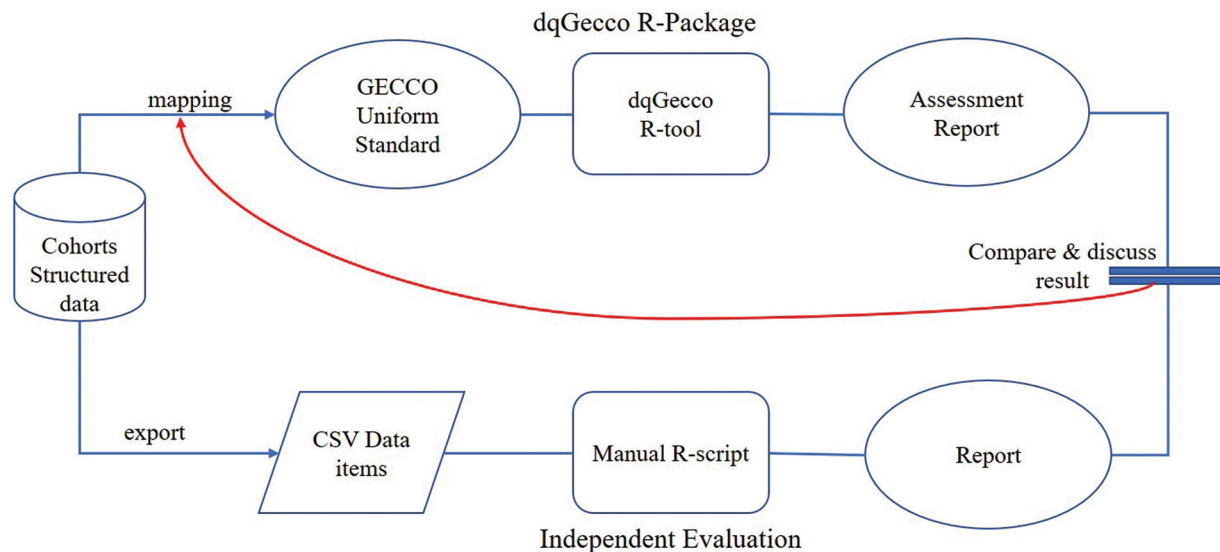 dqGecco R-Package
mapping
GECCO
Uniform
Standard
dqGecco
R-tool
Assessment
Report
Cohorts
Structured
data
Compare & discuss
result
export
CSV Data
items
Manual R-script
Report
Independent Evaluation